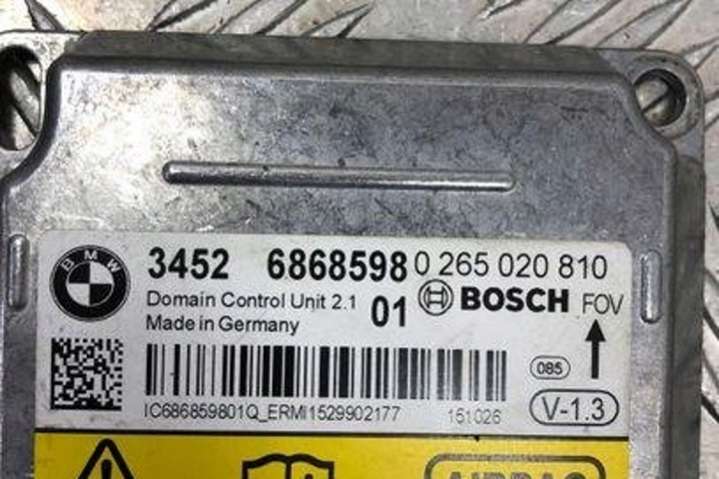 BMW
3452 6868598 0 265 020 810
Domain Control Unit 2.1 01 BOSCH FOV
Made in Germany
085
V-1.3
IC686859801Q_ERMI1529902177 151026
AIRBAG